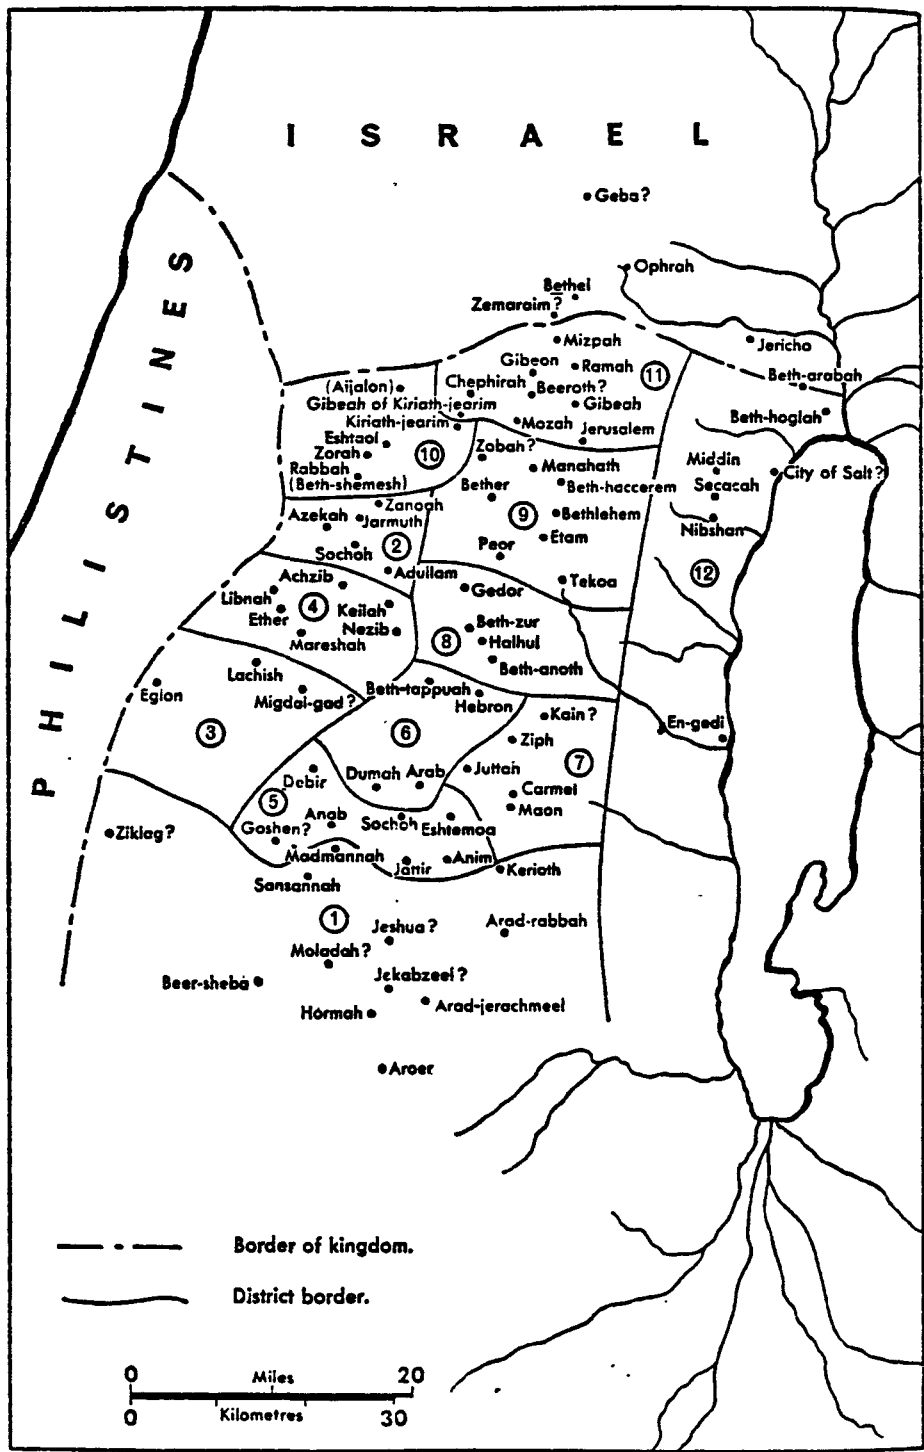 ISRAEL
PHILISTINES
Geba?
Ophrah
Bethel
Zemaraim?
Mizpah
Jericho
Gibeon
Ramah
11
(Aijalon)
Chephirah
Beeroth?
Beth-arabah
Gibeah of Kiriath-jearim
Gibeah
Kiriath-jearim
Mozah
Jerusalem
Beth-hoglah
Eshtaol
Zorah
10
Zobah?
Rabbah
(Beth-shemesh)
Manahath
Middin
City of Salt?
Bether
Beth-haccerem
Secacah
Zanoah
Azekah
Jarmuth
9
Bethlehem
Nibshan
Sochoh
2
Peor
Etam
12
Achzib
Adullam
Gedor
Tekoa
Libnah
4
Keilah
Ether
Nezib
Beth-zur
Mareshah
8
Halhul
Beth-anoth
Lachish
Eglon
Migdal-gad?
Beth-tappuah
Hebron
Kain?
En-gedi
3
6
Ziph
7
Debir
Dumah
Arab
Juttah
5
Anab
Carmel
Maon
Ziklag?
Goshen?
Sochoh
Eshtemoa
Madmannah
Jattir
Anim
Kerioth
Sansannah
1
Jeshua?
Arad-rabbah
Moladah?
Beer-sheba
Jekabzeel?
Hormah
Arad-jerachmeel
Aroer
Border of kingdom.
District border.
0 Miles 20
0 Kilometres 30